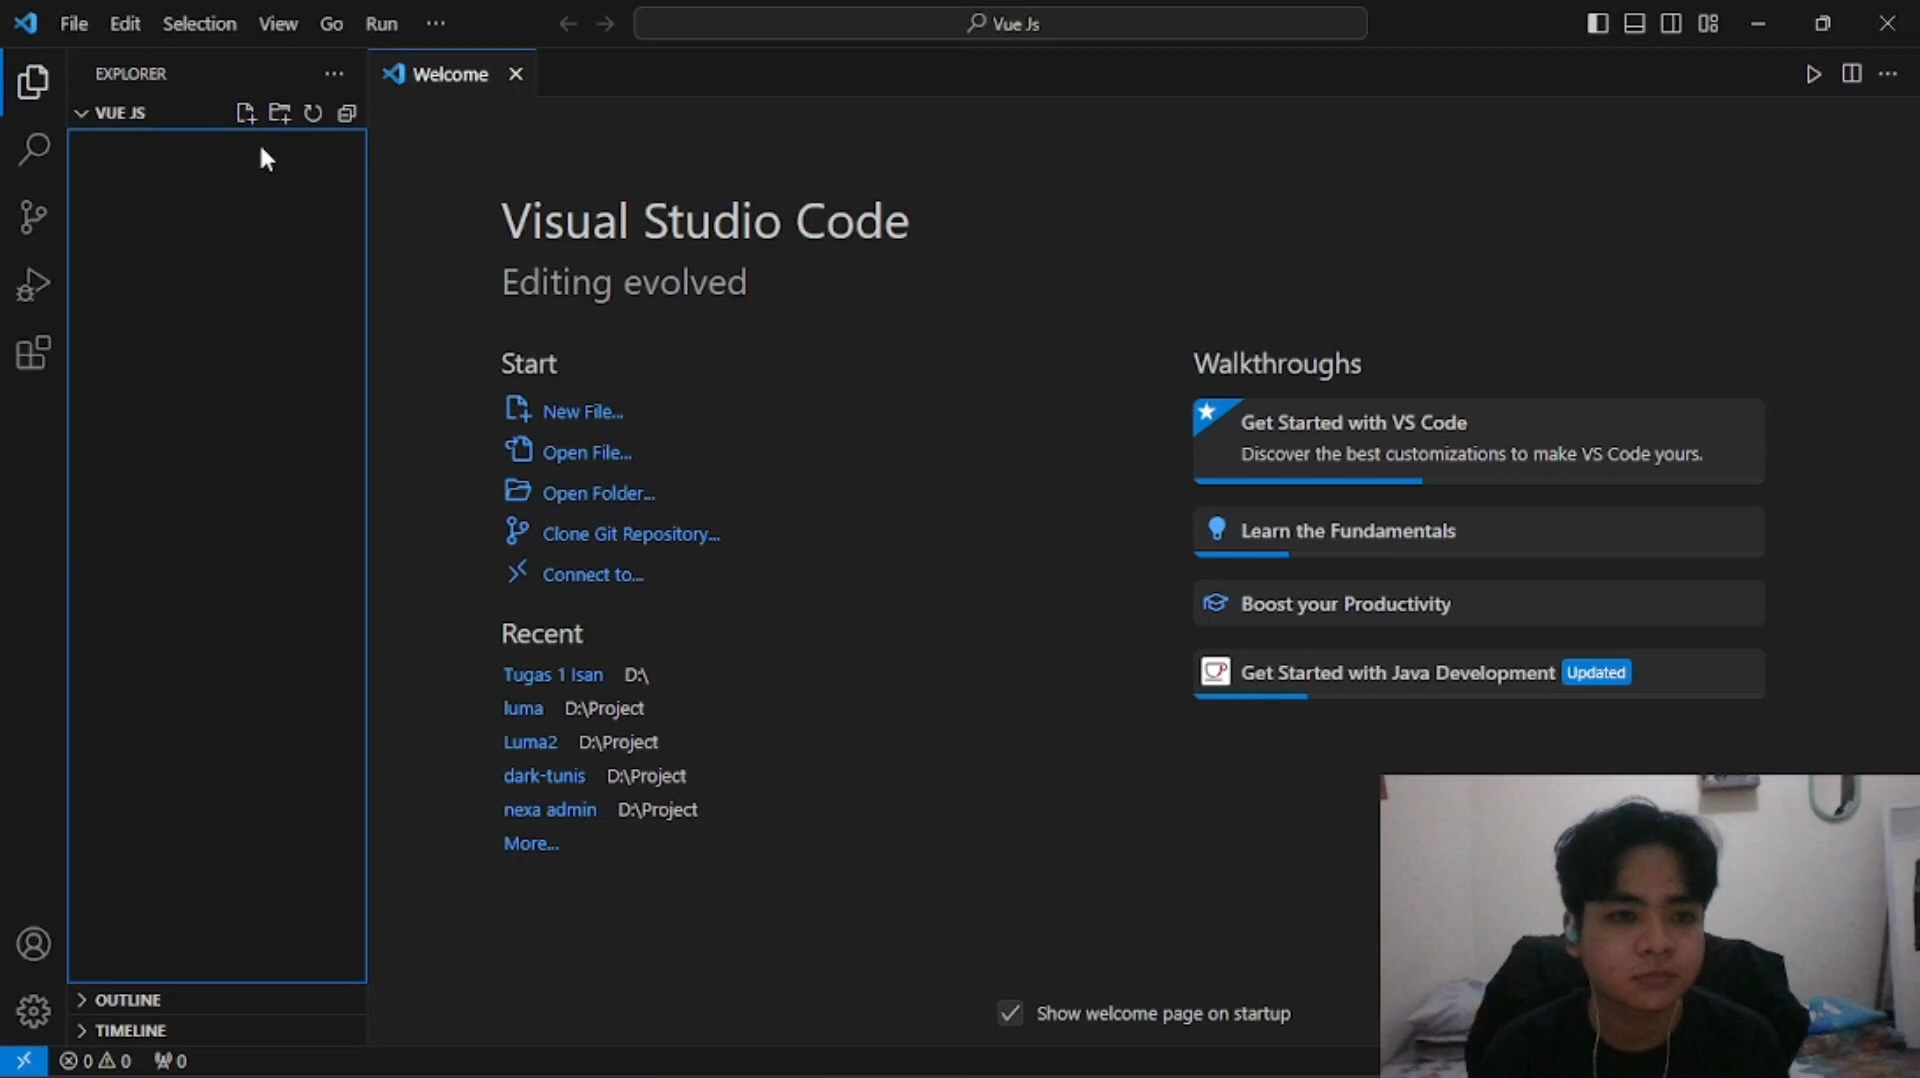 File Edit Selection View Go Run ···
Vue Js
EXPLORER
Welcome
VUE JS
Visual Studio Code
Editing evolved
Start
New File...
Open File...
Open Folder...
Clone Git Repository...
Connect to...
Recent
Tugas 1 Isan D:\
luma D:\Project
Luma2 D:\Project
dark-tunis D:\Project
nexa admin D:\Project
More...
Walkthroughs
Get Started with VS Code
Discover the best customizations to make VS Code yours.
Learn the Fundamentals
Boost your Productivity
Get Started with Java Development Updated
Show welcome page on startup
OUTLINE
TIMELINE
0 0 0